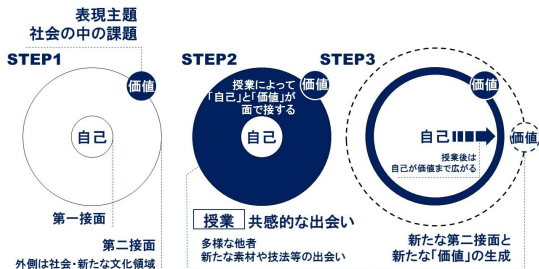 表現主題
社会の中の課題
STEP1
価値
自己
第一接面
第二接面
外側は社会・新たな文化領域
STEP2
価値
授業によって
「自己」と「価値」が
面で接する
自己
授業 共感的な出会い
多様な他者
新たな素材や技法等の出会い
STEP3
価値
自己
価値
授業後は
自己が価値まで広がる
新たな第二接面と
新たな「価値」の生成